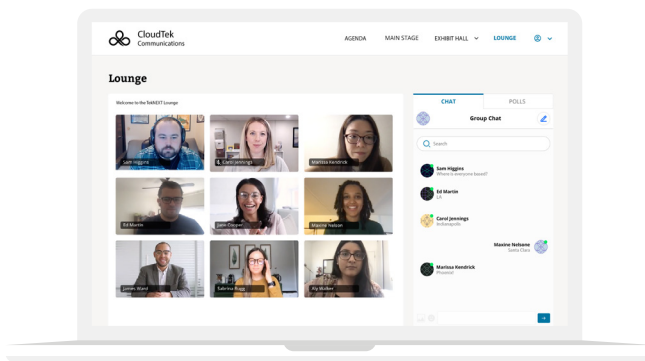 CloudTek
Communications
AGENDA MAIN STAGE EXHIBIT HALL LOUNGE
Lounge
Welcome to the TekNEXT Lounge
Sam Higgins
Carol Jennings
Marissa Kendrick
Ed Martin
Jane Cooper
Maxine Nelson
James Ward
Sabrina Rugg
Aly Walker
CHAT POLLS
Group Chat
Search
Sam Higgins
Where is everyone based?
Ed Martin
LA
Carol Jennings
Indianapolis
Maxine Nelsone
Santa Clara
Marissa Kendrick
Phoenix!